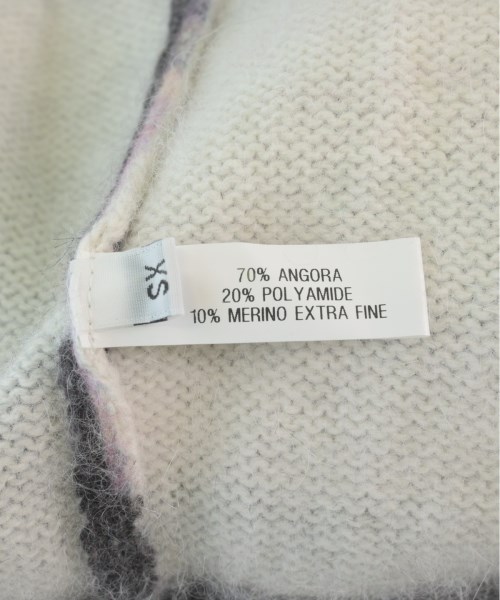 XS
70% ANGORA
20% POLYAMIDE
10% MERINO EXTRA FINE